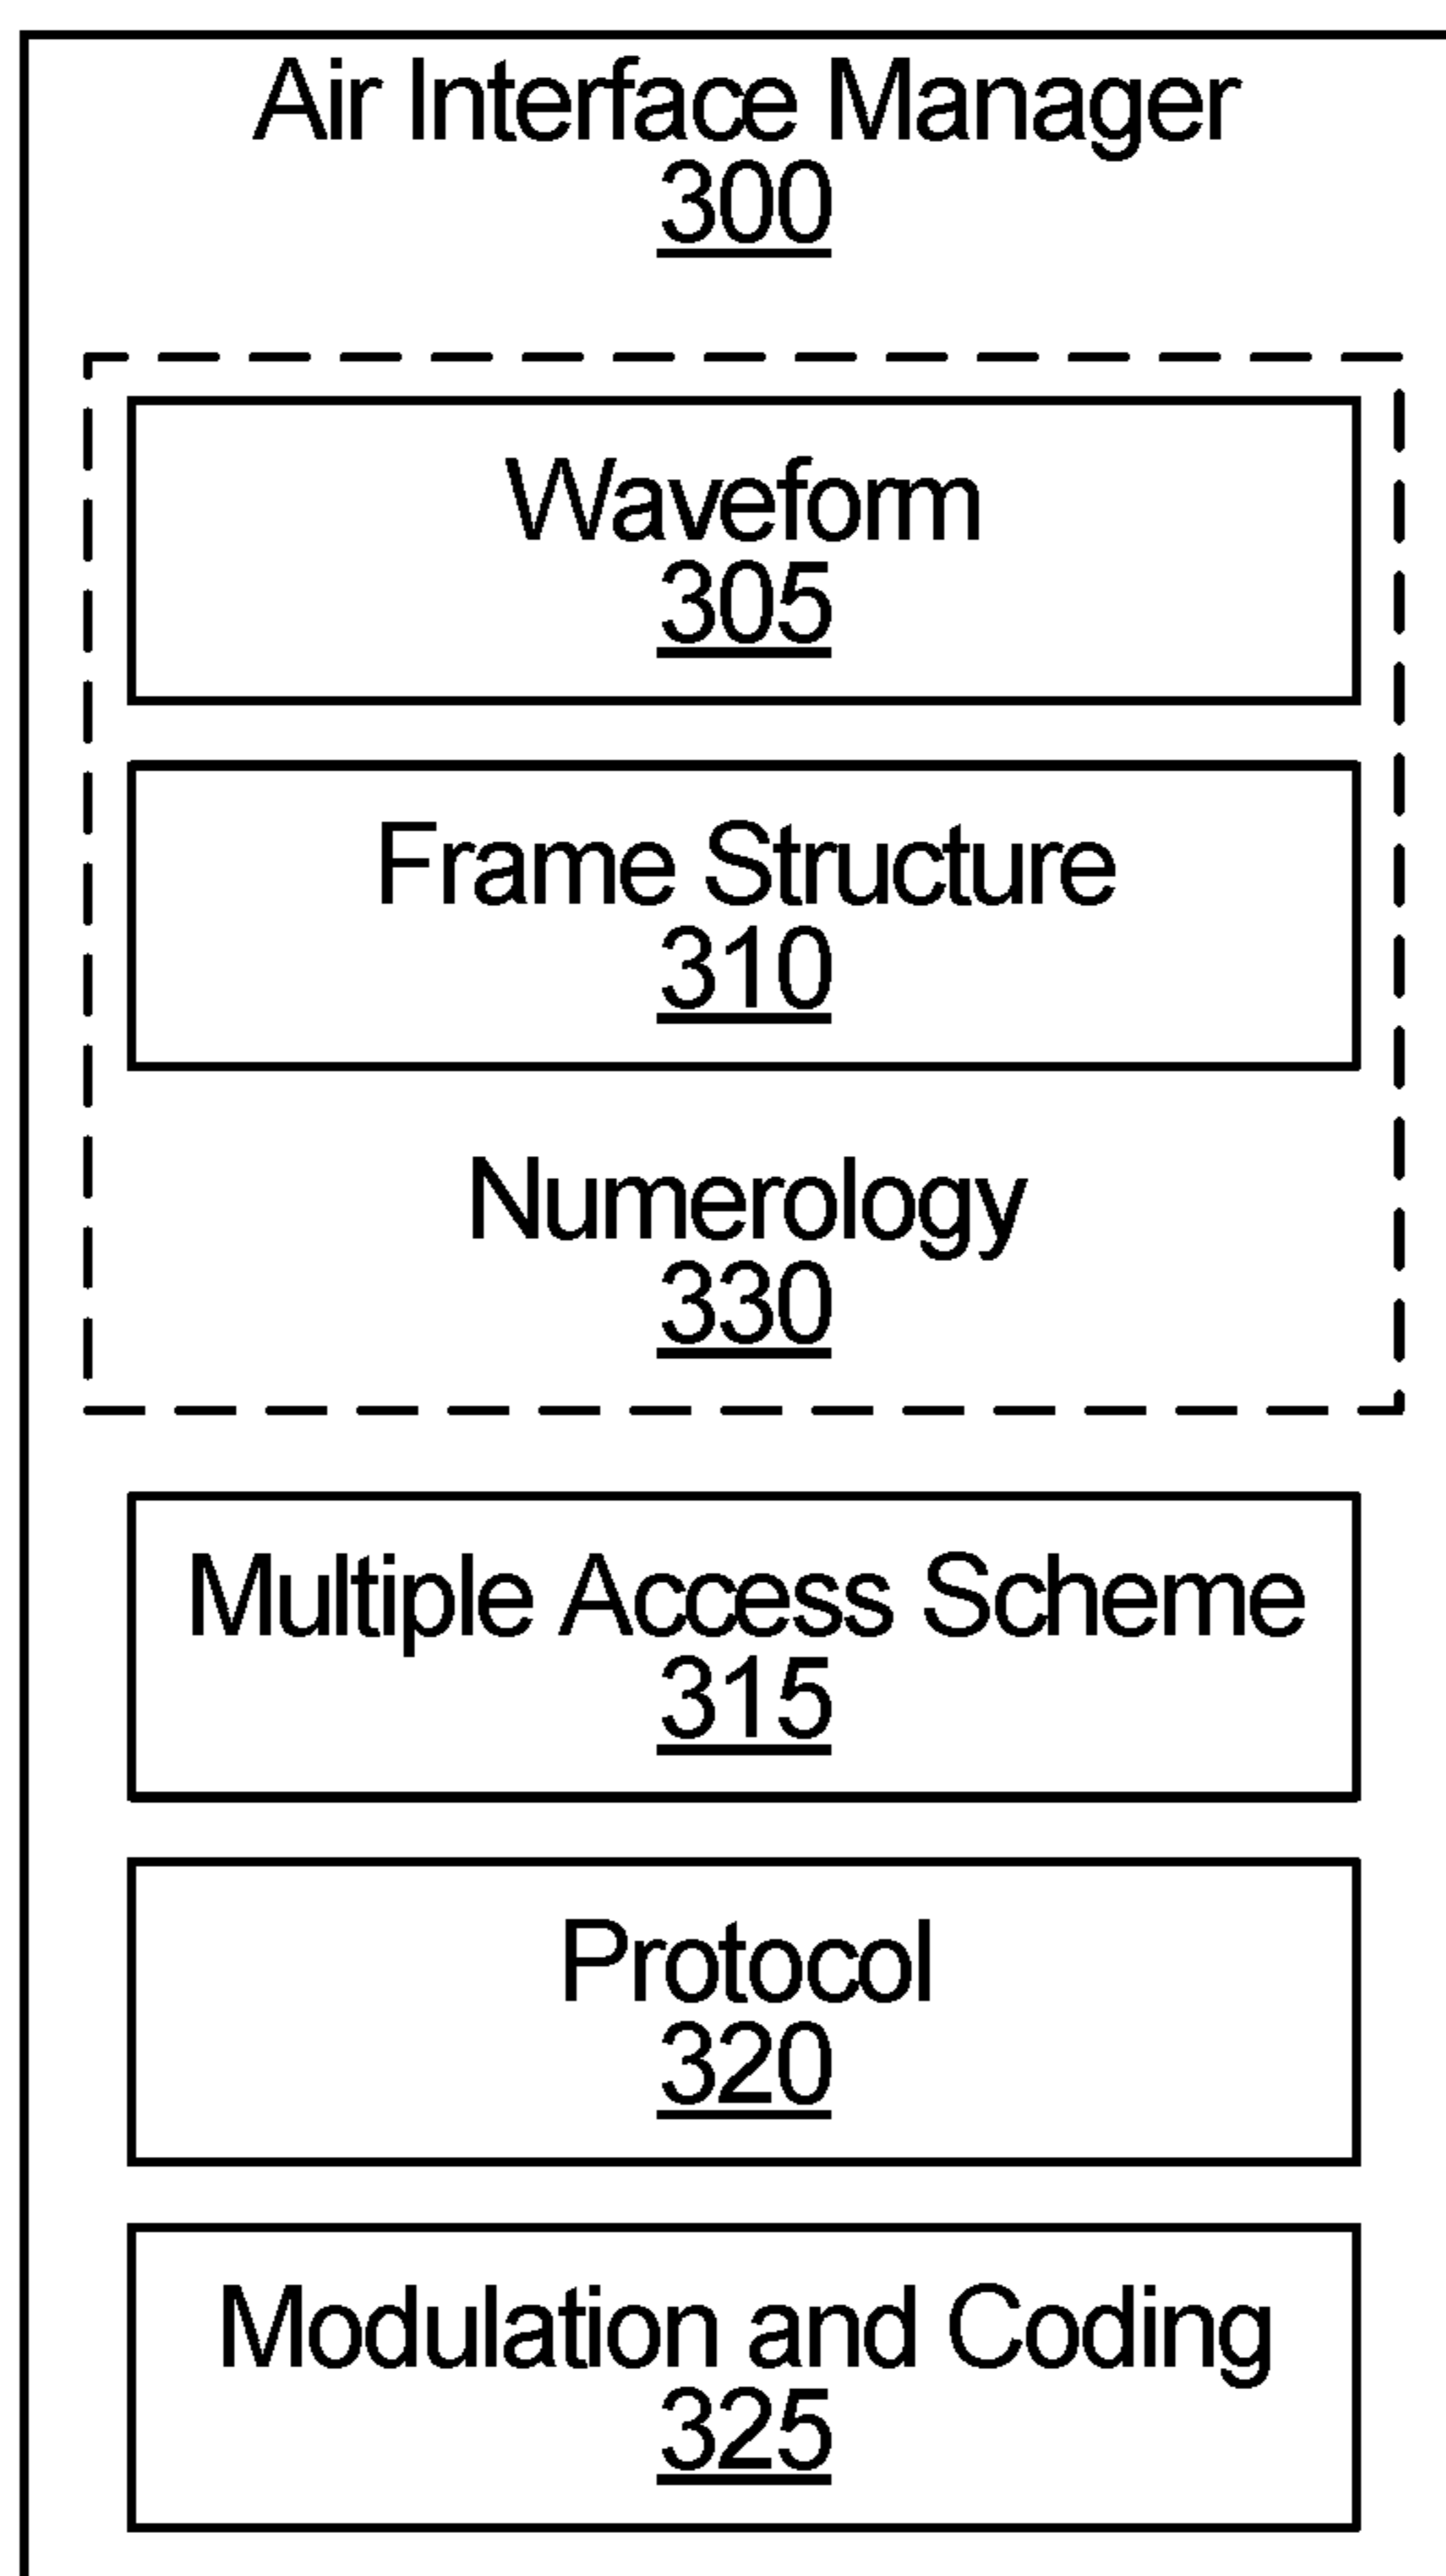 Air Interface Manager
300
Waveform
305
Frame Structure
310
Numerology
330
Multiple Access Scheme
315
Protocol
320
Modulation and Coding
325